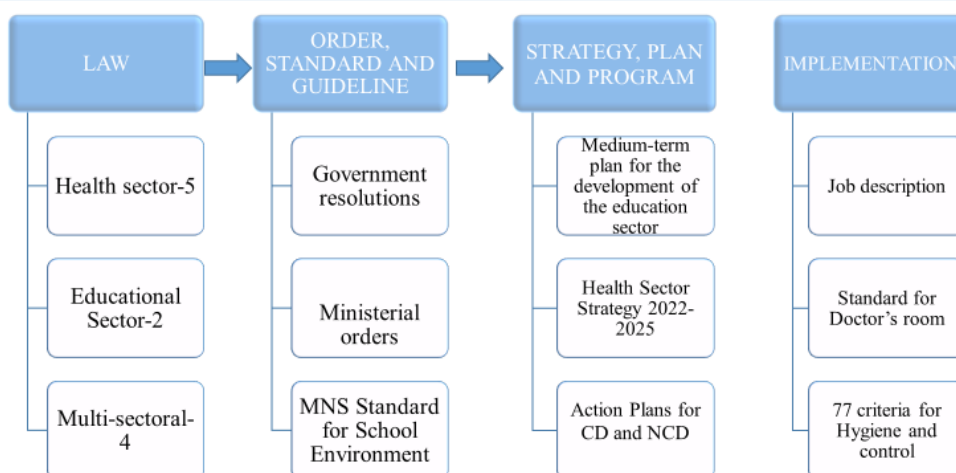 LAW
Health sector-5
Educational
Sector-2
Multi-sectoral-
4
ORDER,
STANDARD AND
GUIDELINE
Government
resolutions
Ministerial
orders
MNS Standard
for School
Environment
STRATEGY, PLAN
AND PROGRAM
Medium-term
plan for the
development of
the education
sector
Health Sector
Strategy 2022-
2025
Action Plans for
CD and NCD
IMPLEMENTATION
Job description
Standard for
Doctor’s room
77 criteria for
Hygiene and
control